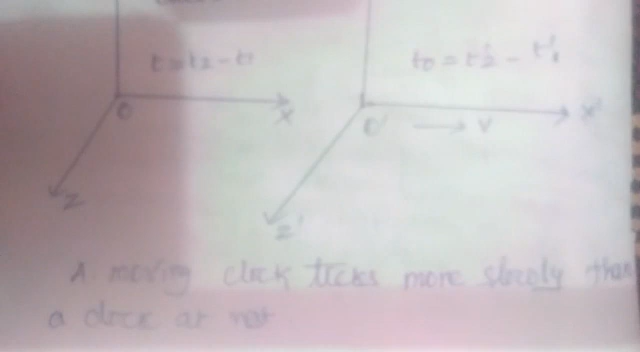 t = t2 - t1
t0 = t'2 - t'1
O
X
O'
V
X'
Z
Z'
A moving clock ticks more slowly than
a clock at rest